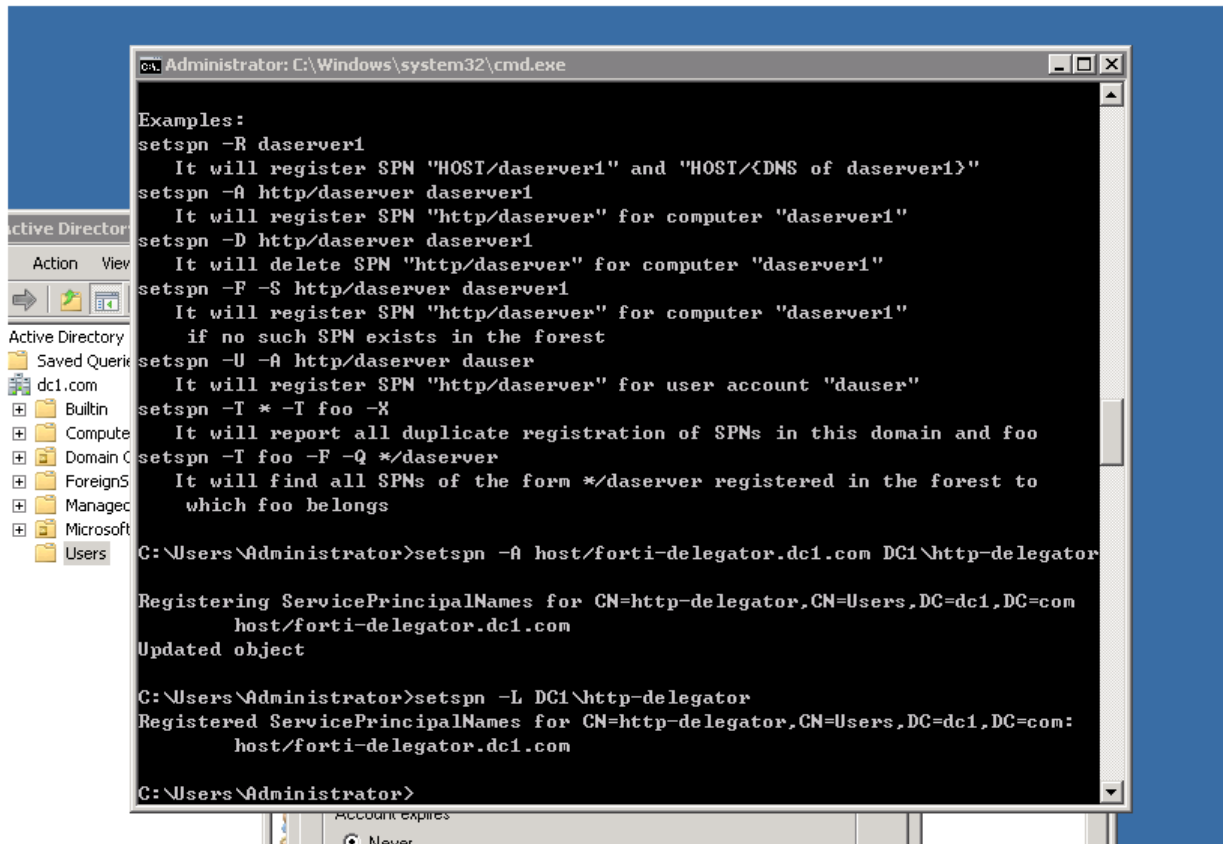 Administrator: C:\Windows\system32\cmd.exe
Examples:
setspn -R daserver1
It will register SPN "HOST/daserver1" and "HOST/{DNS of daserver1}"
setspn -A http/daserver daserver1
It will register SPN "http/daserver" for computer "daserver1"
setspn -D http/daserver daserver1
It will delete SPN "http/daserver" for computer "daserver1"
setspn -F -S http/daserver daserver1
It will register SPN "http/daserver" for computer "daserver1"
if no such SPN exists in the forest
setspn -U -A http/daserver dauser
It will register SPN "http/daserver" for user account "dauser"
setspn -T * -T foo -X
It will report all duplicate registration of SPNs in this domain and foo
setspn -T foo -F -Q */daserver
It will find all SPNs of the form */daserver registered in the forest to
which foo belongs
C:\Users\Administrator>setspn -A host/forti-delegator.dc1.com DC1\http-delegator
Registering ServicePrincipalNames for CN=http-delegator,CN=Users,DC=dc1,DC=com
host/forti-delegator.dc1.com
Updated object
C:\Users\Administrator>setspn -L DC1\http-delegator
Registered ServicePrincipalNames for CN=http-delegator,CN=Users,DC=dc1,DC=com:
host/forti-delegator.dc1.com
C:\Users\Administrator>
Active Director
Action View
Active Directory
Saved Querie
dc1.com
Builtin
Compute
Domain C
ForeignS
Managed
Microsoft
Users
Account expires
Never